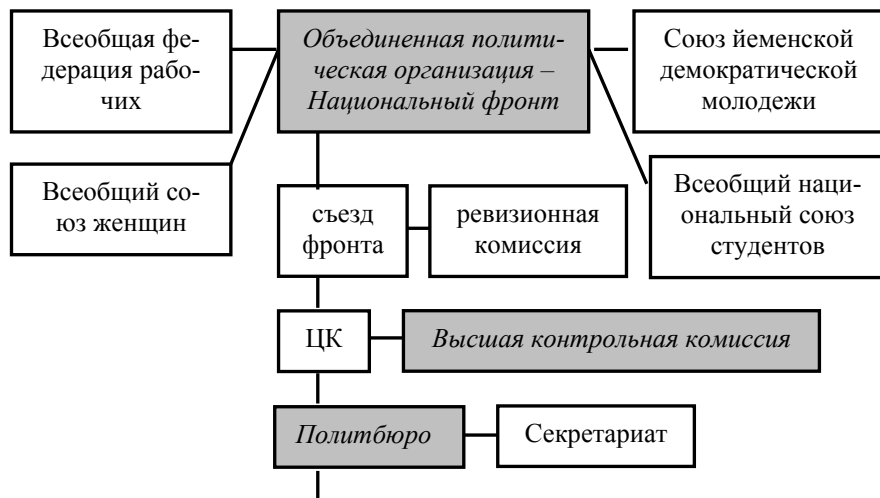 Всеобщая фе-
дерация рабо-
чих
Объединенная полити-
ческая организация –
Национальный фронт
Союз йеменской
демократической
молодежи
Всеобщий со-
юз женщин
Всеобщий наци-
ональный союз
студентов
съезд
фронта
ревизионная
комиссия
ЦК
Высшая контрольная комиссия
Политбюро
Секретариат